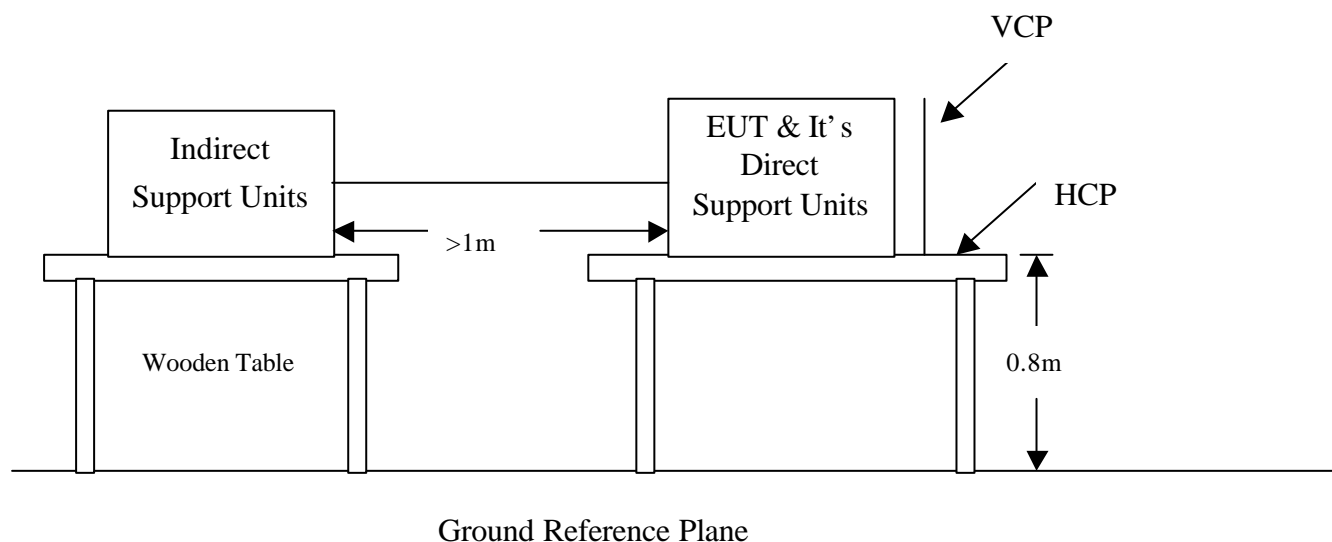 VCP
Indirect
Support Units
EUT & It's
Direct
Support Units
HCP
>1m
Wooden Table
0.8m
Ground Reference Plane